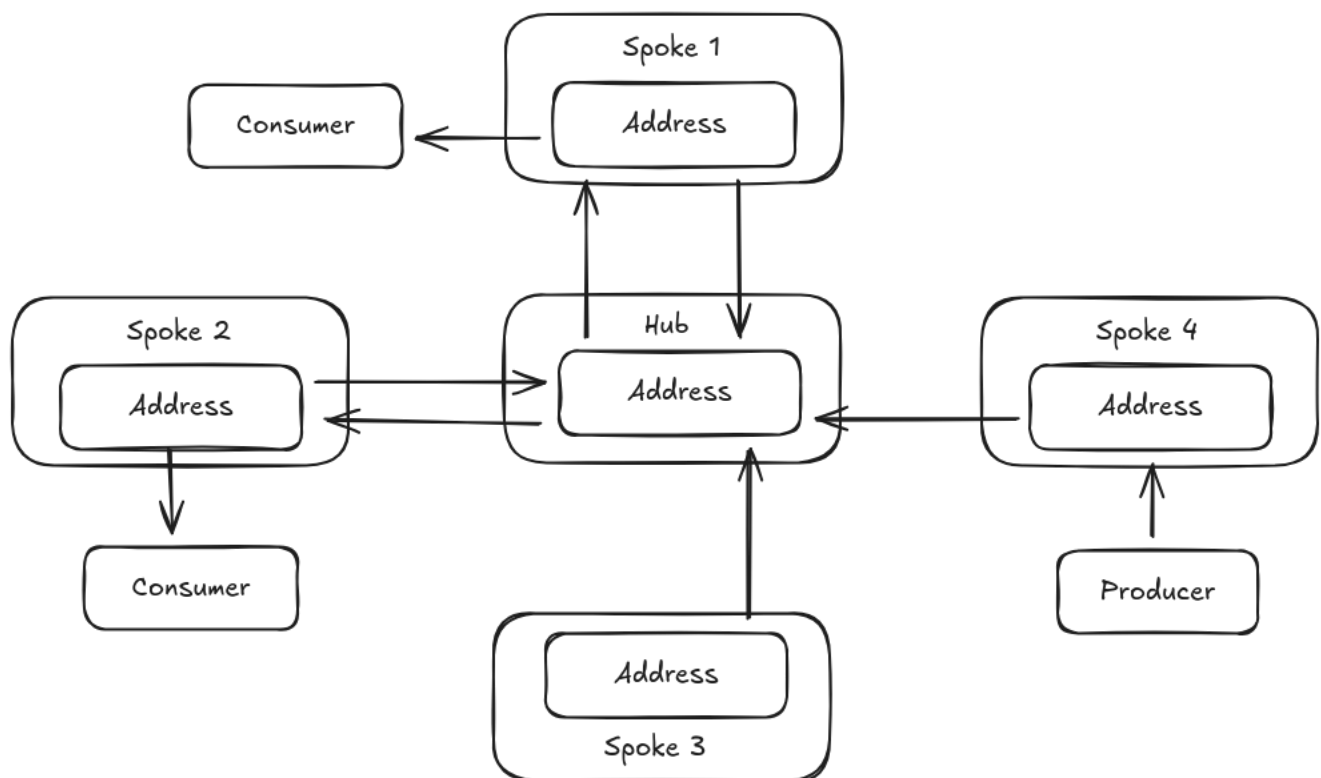 Spoke 1
Address
Consumer
Spoke 2
Address
Hub
Address
Spoke 4
Address
Consumer
Producer
Address
Spoke 3